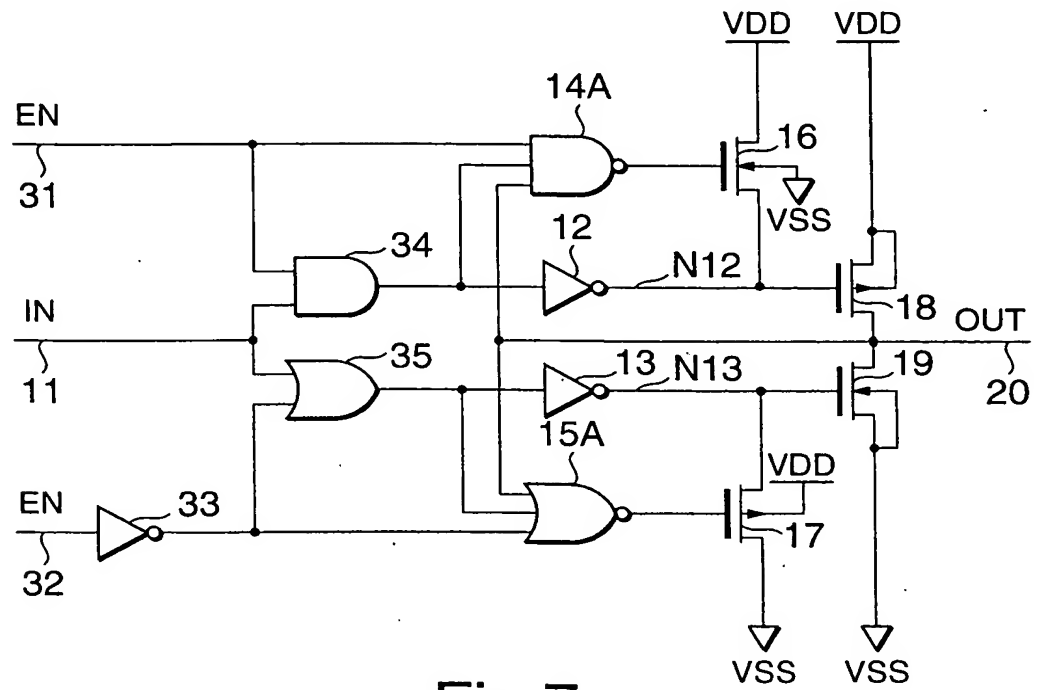 VDD VDD
14A
EN
16
31
VSS
34
12
N12
IN
18
OUT
11
35
13
N13
19
20
15A
VDD
EN
33
17
32
VSS VSS